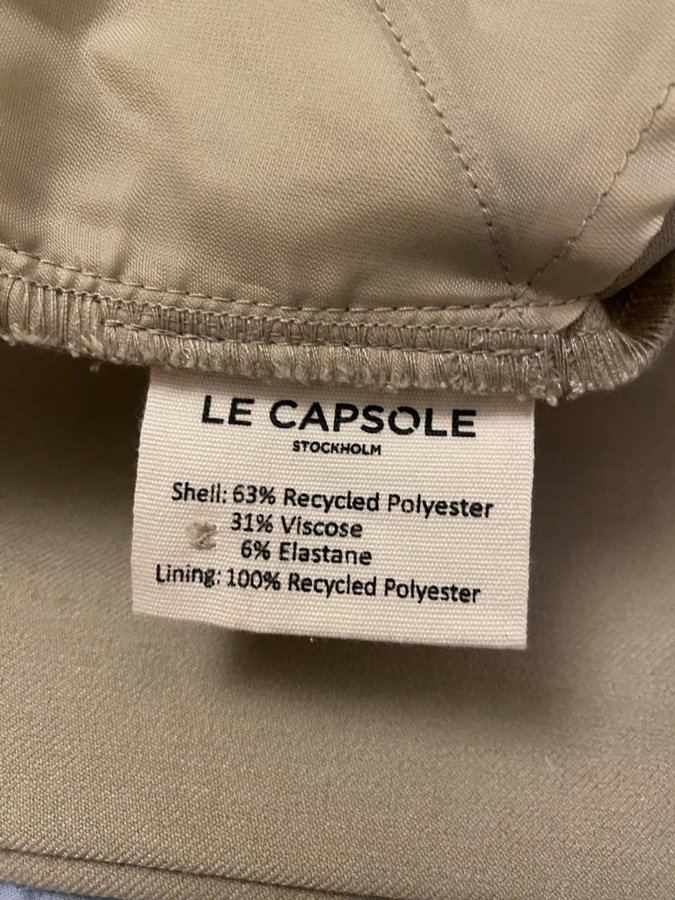 LE CAPSOLE
STOCKHOLM
Shell: 63% Recycled Polyester
31% Viscose
6% Elastane
Lining: 100% Recycled Polyester